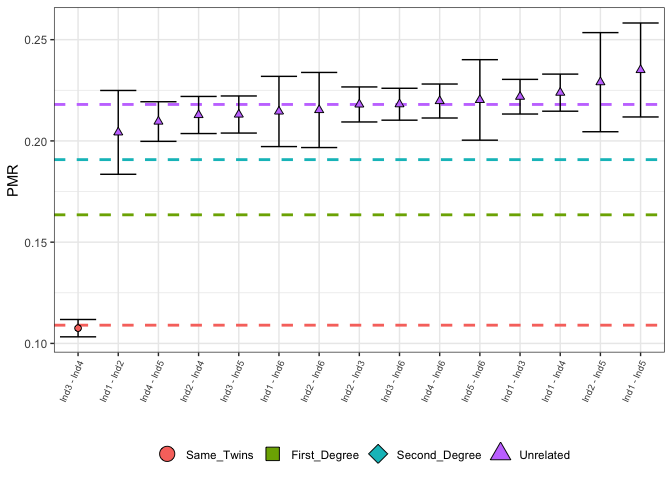 0.25
0.20
0.15
0.10
PMR
Ind3 - Ind4
Ind1 - Ind2
Ind4 - Ind5
Ind2 - Ind4
Ind3 - Ind5
Ind1 - Ind6
Ind2 - Ind6
Ind2 - Ind3
Ind3 - Ind6
Ind4 - Ind6
Ind5 - Ind6
Ind1 - Ind3
Ind1 - Ind4
Ind2 - Ind5
Ind1 - Ind5
Same_Twins
First_Degree
Second_Degree
Unrelated